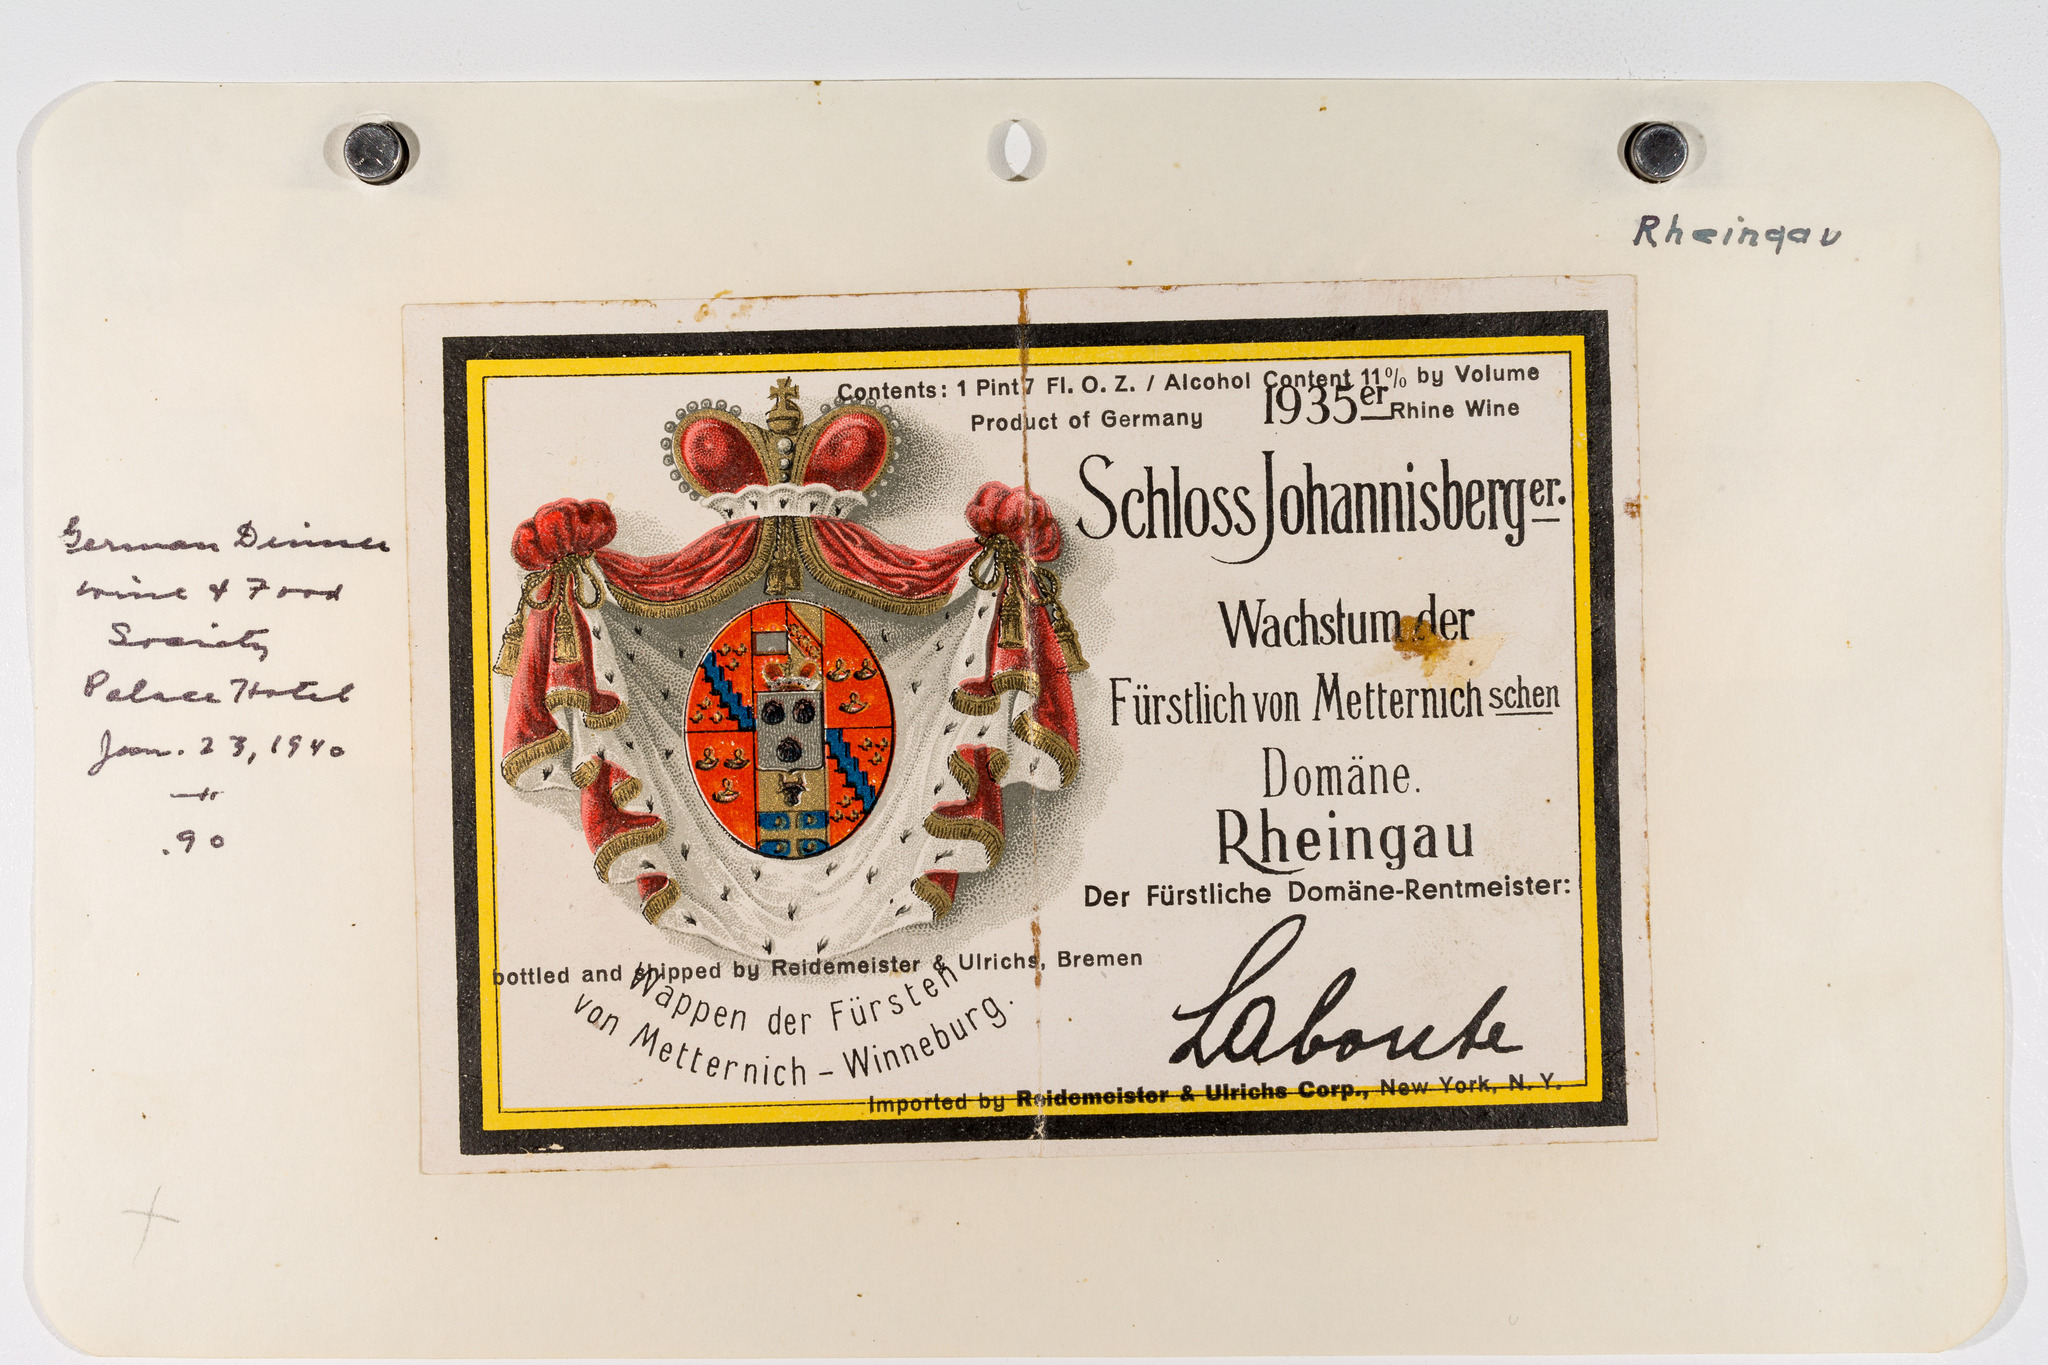 Rheingau
German Dinner
Wine & Food
Society
Palace Hotel
Jan. 23, 1940
.90
Contents: 1 Pint 7 Fl. O. Z. / Alcohol Content 11% by Volume
Product of Germany 1935er Rhine Wine
Schloss Johannisberger.
Wachstum der
Fürstlich von Metternich schen
Domäne.
Rheingau
Der Fürstliche Domäne-Rentmeister:
Labonte
bottled and shipped by Reidemeister & Ulrichs, Bremen
Wappen der Fürsten
von Metternich – Winneburg.
Imported by Reidemeister & Ulrichs Corp., New York, N. Y.